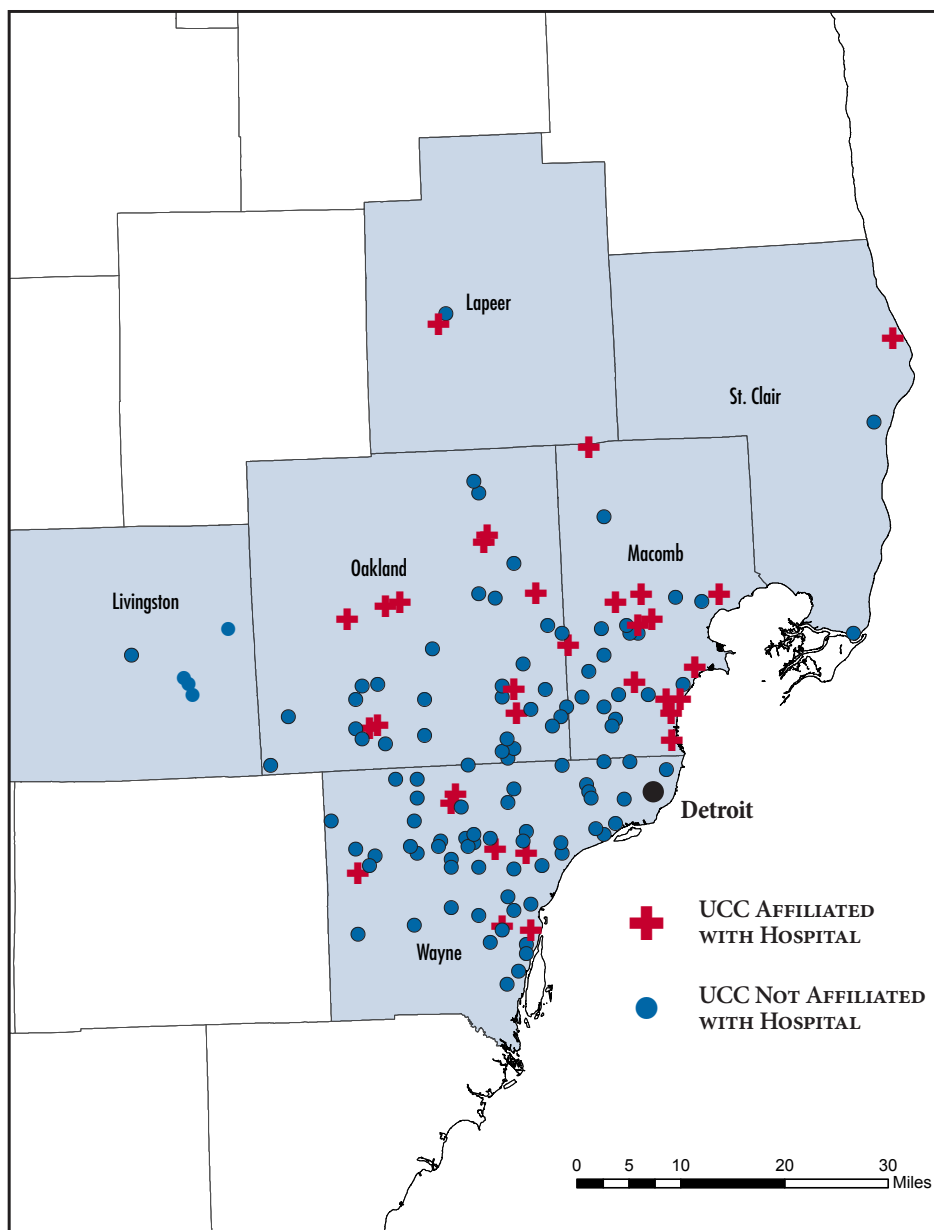 Lapeer
St. Clair
Macomb
Oakland
Livingston
Detroit
UCC Affiliated
with Hospital
Wayne
UCC Not Affiliated
with Hospital
0 5 10 20 30
Miles